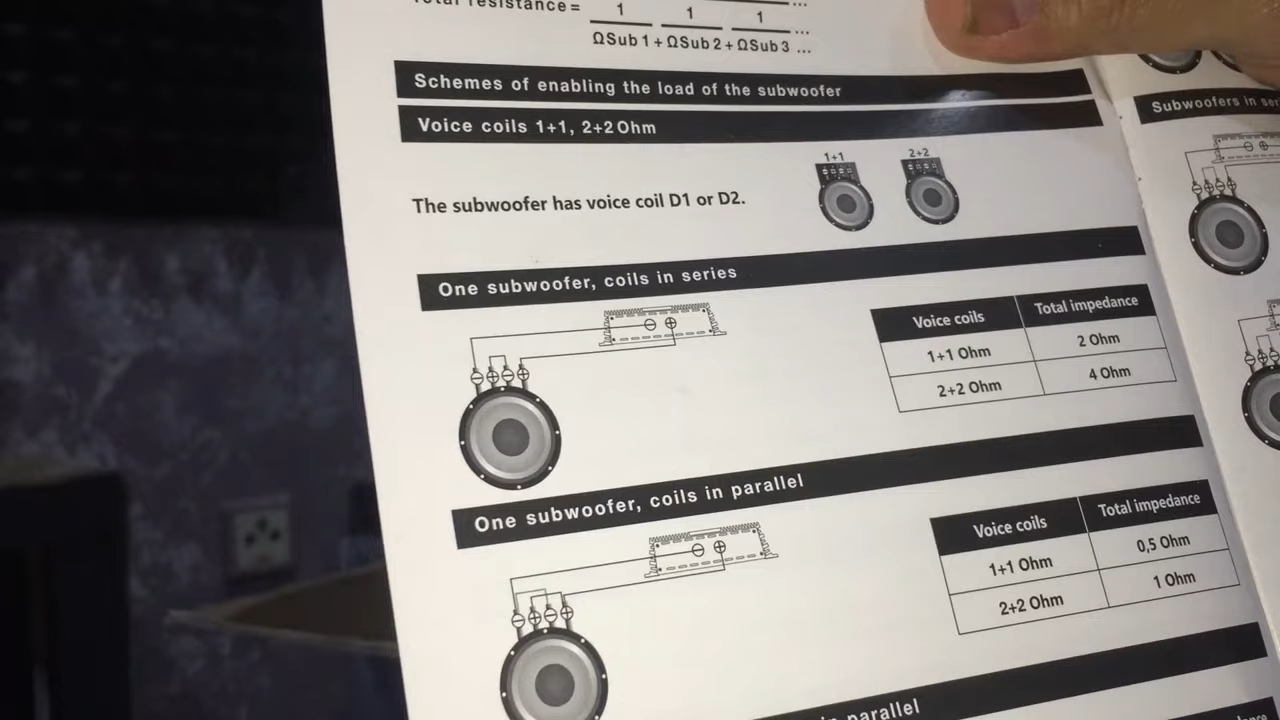 Total resistance =
1 1 1 ...
ΩSub 1 + ΩSub 2 + ΩSub 3 ...
Schemes of enabling the load of the subwoofer
Voice coils 1+1, 2+2 Ohm
1+1 2+2
The subwoofer has voice coil D1 or D2.
One subwoofer, coils in series
Voice coils Total impedance
1+1 Ohm 2 Ohm
2+2 Ohm 4 Ohm
One subwoofer, coils in parallel
Voice coils Total impedance
1+1 Ohm 0,5 Ohm
2+2 Ohm 1 Ohm
in parallel
Subwoofers in